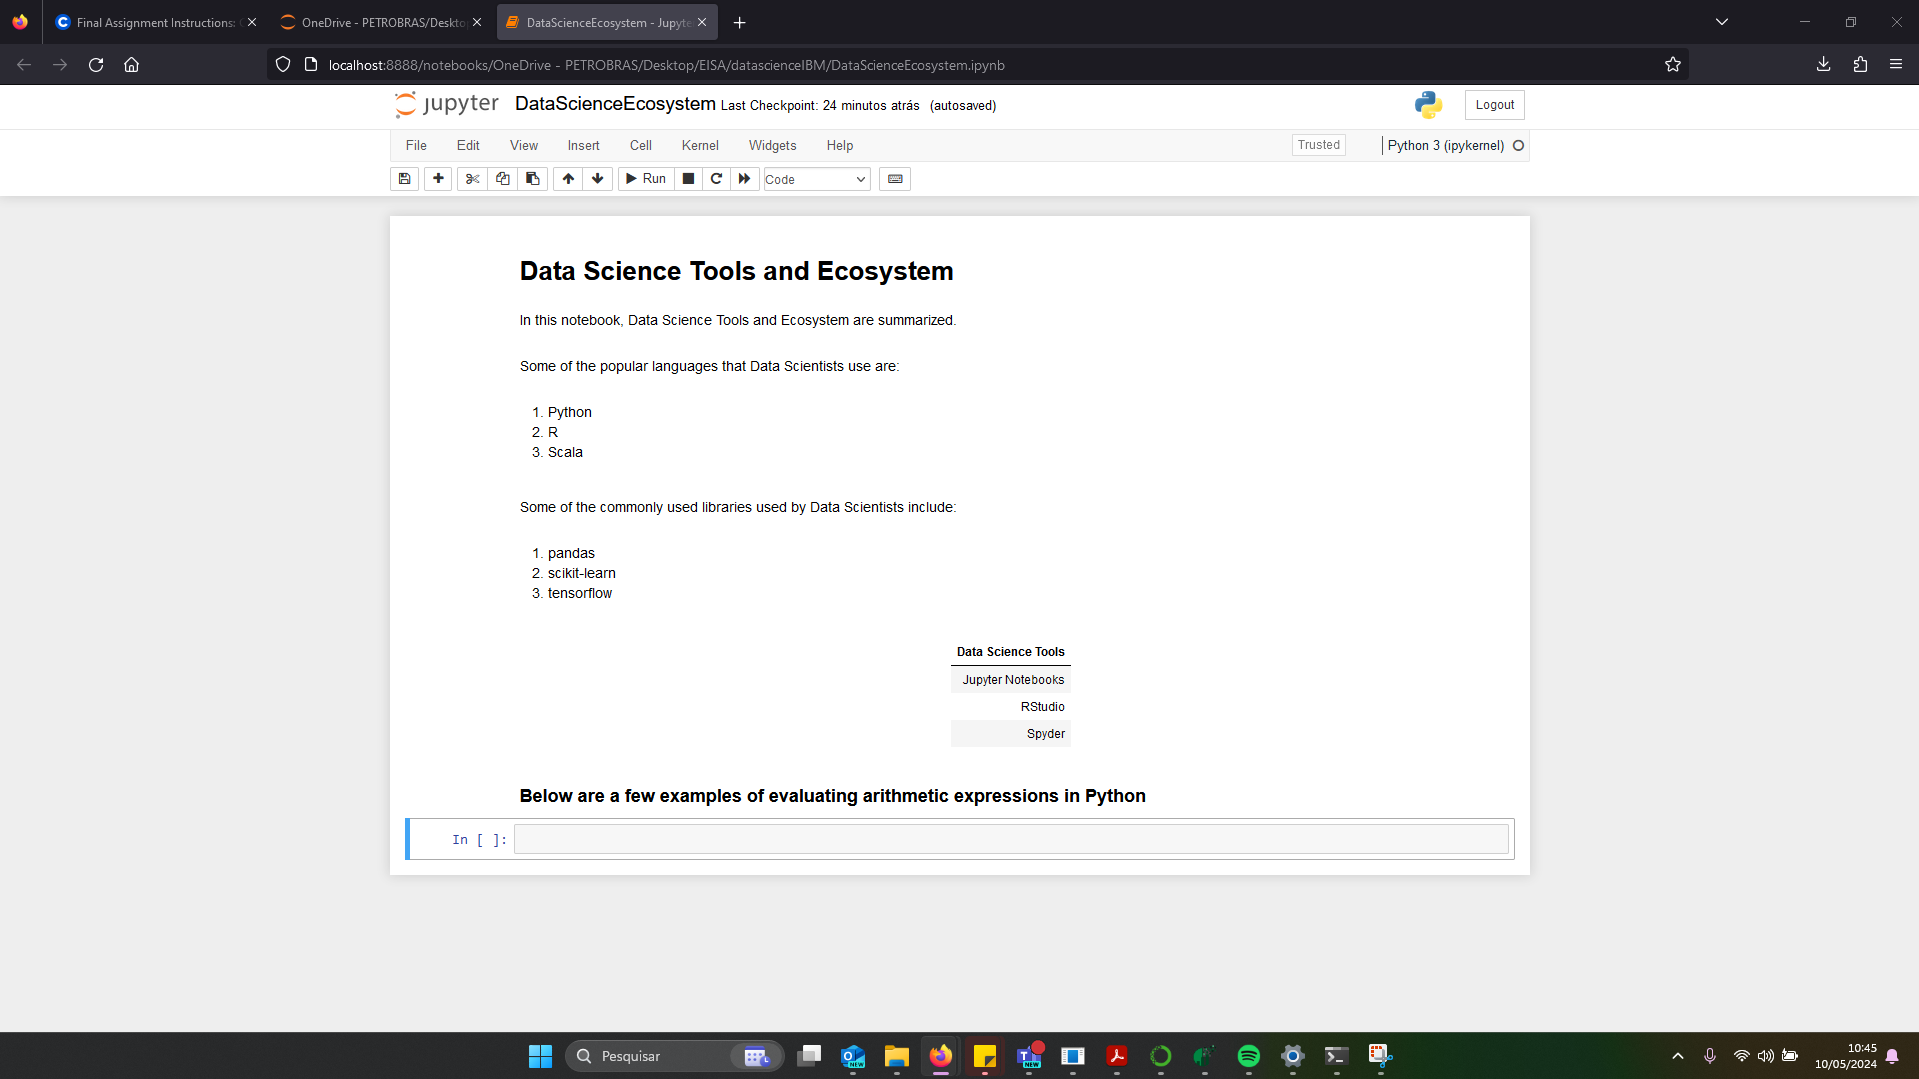 Final Assignment Instructions:
OneDrive - PETROBRAS/Deskto
DataScienceEcosystem - Jupyte
localhost:8888/notebooks/OneDrive - PETROBRAS/Desktop/EISA/datascienceIBM/DataScienceEcosystem.ipynb
jupyter DataScienceEcosystem Last Checkpoint: 24 minutos atrás (autosaved)
Logout
File Edit View Insert Cell Kernel Widgets Help
Trusted
Python 3 (ipykernel)
Run
Code
Data Science Tools and Ecosystem
In this notebook, Data Science Tools and Ecosystem are summarized.
Some of the popular languages that Data Scientists use are:
1. Python
2. R
3. Scala
Some of the commonly used libraries used by Data Scientists include:
1. pandas
2. scikit-learn
3. tensorflow
Data Science Tools
Jupyter Notebooks
RStudio
Spyder
Below are a few examples of evaluating arithmetic expressions in Python
In [ ]:
Pesquisar
NEW
NEW
10:45
10/05/2024